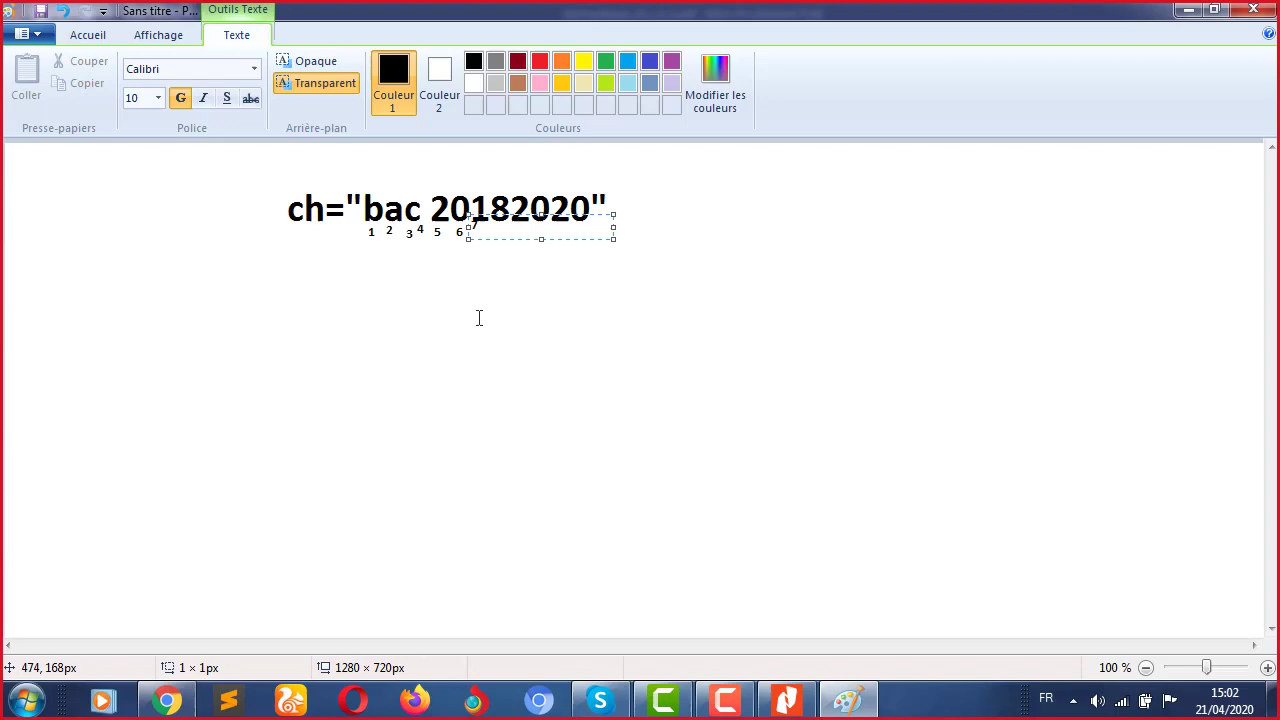 Sans titre - P...
Outils Texte
Accueil
Affichage
Texte
Coller
Couper
Copier
Presse-papiers
Calibri
10
G I S abc
Police
A Opaque
A Transparent
Arrière-plan
Couleur 1
Couleur 2
Modifier les couleurs
Couleurs
ch="bac 20182020"
1 2 3 4 5 6 7
474, 168px
1 × 1px
1280 × 720px
100 %
FR
15:02
21/04/2020